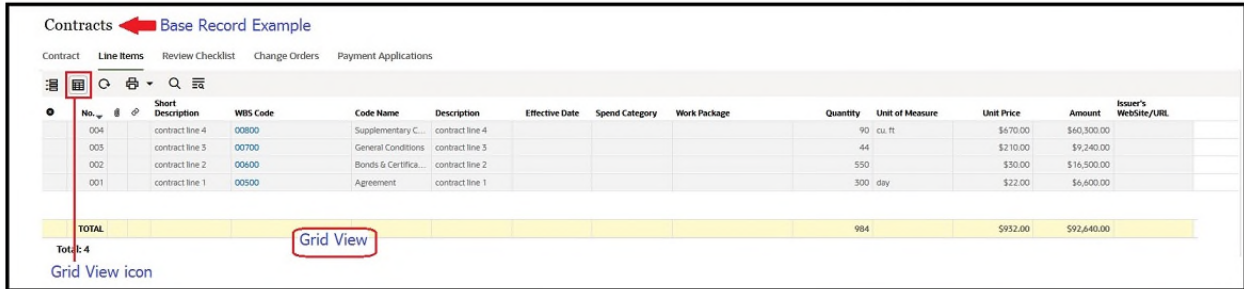 Contracts Base Record Example
Contract Line Items Review Checklist Change Orders Payment Applications
No. Short Description WBS Code Code Name Description Effective Date Spend Category Work Package Quantity Unit of Measure Unit Price Amount Issuer's WebSite/URL
004 contract line 4 00800 Supplementary C... contract line 4 90 cu. ft $670.00 $60,300.00
003 contract line 3 00700 General Conditions contract line 3 44 $210.00 $9,240.00
002 contract line 2 00600 Bonds & Certifica... contract line 2 550 $30.00 $16,500.00
001 contract line 1 00500 Agreement contract line 1 300 day $22.00 $6,600.00
TOTAL 984 $932.00 $92,640.00
Grid View
Total: 4
Grid View icon